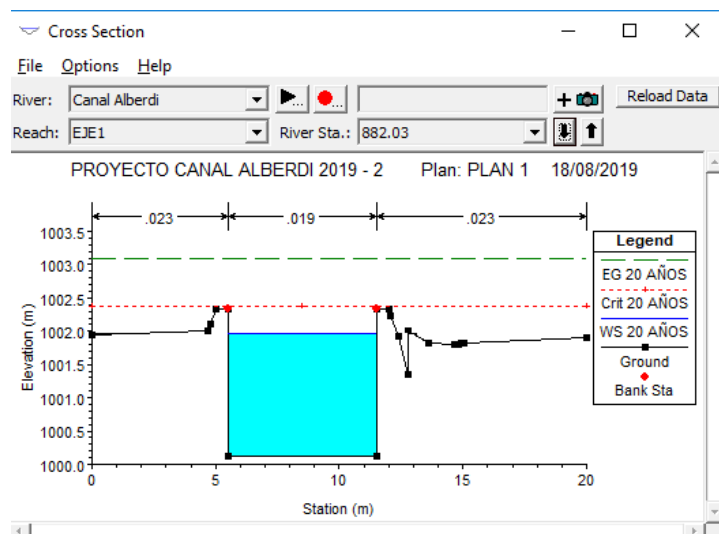 Cross Section
File Options Help
River: Canal Alberdi Reload Data
Reach: EJE1 River Sta.: 882.03
PROYECTO CANAL ALBERDI 2019 - 2 Plan: PLAN 1 18/08/2019
.023 .019 .023
1003.5
1003.0
1002.5
1002.0
1001.5
1001.0
1000.5
1000.0
Elevation (m)
0 5 10 15 20
Station (m)
Legend
EG 20 AÑOS
Crit 20 AÑOS
WS 20 AÑOS
Ground
Bank Sta